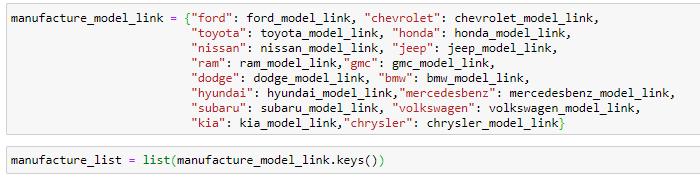 manufacture_model_link = {"ford": ford_model_link, "chevrolet": chevrolet_model_link,
"toyota": toyota_model_link, "honda": honda_model_link,
"nissan": nissan_model_link, "jeep": jeep_model_link,
"ram": ram_model_link,"gmc": gmc_model_link,
"dodge": dodge_model_link, "bmw": bmw_model_link,
"hyundai": hyundai_model_link,"mercedesbenz": mercedesbenz_model_link,
"subaru": subaru_model_link, "volkswagen": volkswagen_model_link,
"kia": kia_model_link,"chrysler": chrysler_model_link}
manufacture_list = list(manufacture_model_link.keys())